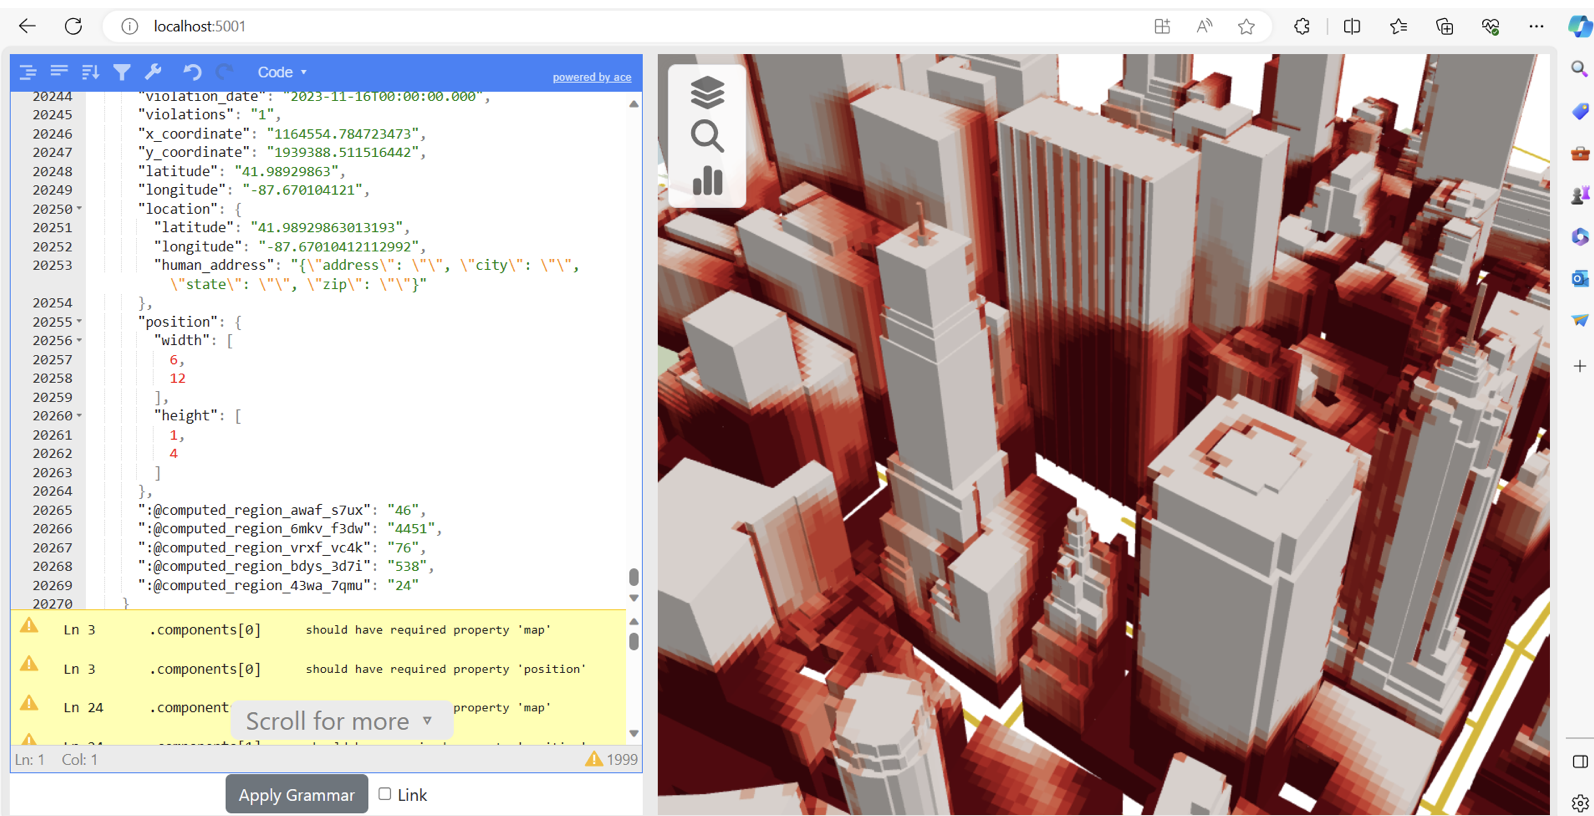 localhost:5001
Code
powered by ace
20244 "violation_date": "2023-11-16T00:00:00.000",
20245 "violations": "1",
20246 "x_coordinate": "1164554.784723473",
20247 "y_coordinate": "1939388.511516442",
20248 "latitude": "41.98929863",
20249 "longitude": "-87.670104121",
20250 "location": {
20251 "latitude": "41.98929863013193",
20252 "longitude": "-87.67010412112992",
20253 "human_address": "{\"address\": \"\", \"city\": \"\",
\"state\": \"\", \"zip\": \"\"}"
20254 },
20255 "position": {
20256 "width": [
20257 6,
20258 12
20259 ],
20260 "height": [
20261 1,
20262 4
20263 ]
20264 },
20265 ":@computed_region_awaf_s7ux": "46",
20266 ":@computed_region_6mkv_f3dw": "4451",
20267 ":@computed_region_vrxf_vc4k": "76",
20268 ":@computed_region_bdys_3d7i": "538",
20269 ":@computed_region_43wa_7qmu": "24"
20270 }
Ln 3 .components[0] should have required property 'map'
Ln 3 .components[0] should have required property 'position'
Ln 24 .component property 'map'
Scroll for more
Ln: 1 Col: 1 1999
Apply Grammar Link